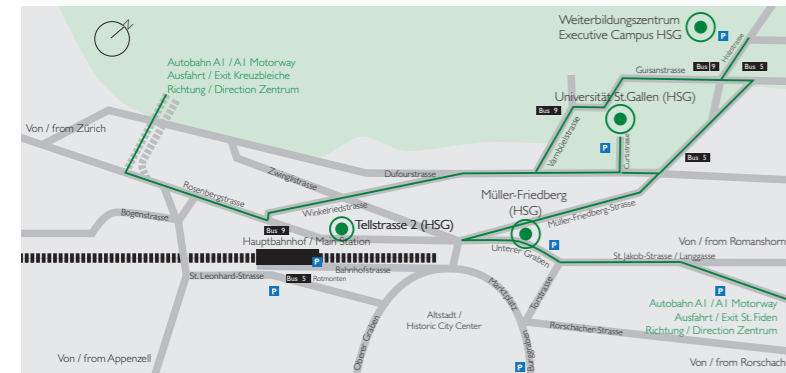 Weiterbildungszentrum
Executive Campus HSG
P
Holzstrasse
Autobahn A1 / A1 Motorway
Ausfahrt / Exit Kreuzbleiche
Richtung / Direction Zentrum
Bus 9
Bus 5
Guisanstrasse
Universität St.Gallen (HSG)
Bus 9
Von / from Zürich
Varnbüelstrasse
P
Curtisstrasse
Bus 5
Zwinglistrasse
Dufourstrasse
Rosenbergstrasse
Müller-Friedberg
(HSG)
Winkelriedstrasse
Müller-Friedberg-Strasse
Bogenstrasse
Tellstrasse 2 (HSG)
Bus 9
Hauptbahnhof / Main Station
P
Unterer Graben
Von / from Romanshorn
St. Jakob-Strasse / Langgasse
P
Bahnhofstrasse
St. Leonhard-Strasse
Bus 5
Rotmonten
P
Marktplatz
Torstrasse
P
Autobahn A1 / A1 Motorway
Ausfahrt / Exit St. Fiden
Richtung / Direction Zentrum
Altstadt /
Historic City Center
Oberer Graben
Burggraben
Rorschacher-Strasse
Von / from Appenzell
P
Von / from Rorschach